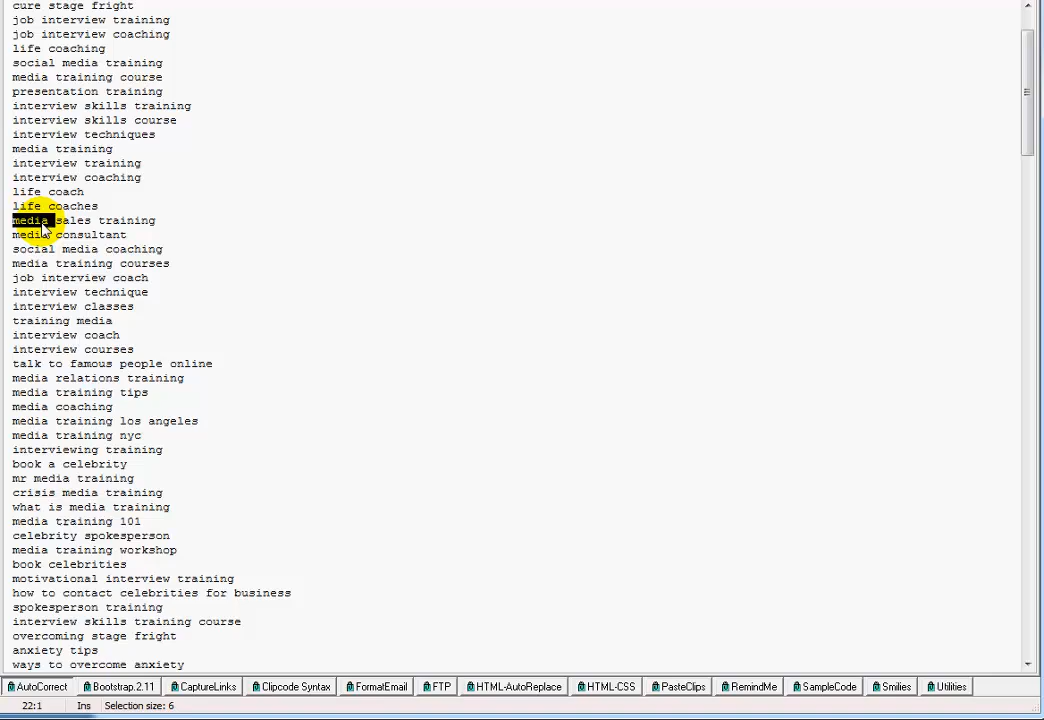 cure stage fright
job interview training
job interview coaching
life coaching
social media training
media training course
presentation training
interview skills training
interview skills course
interview techniques
media training
interview training
interview coaching
life coach
life coaches
media sales training
media consultant
social media coaching
media training courses
job interview coach
interview technique
interview classes
training media
interview coach
interview courses
talk to famous people online
media relations training
media training tips
media coaching
media training los angeles
media training nyc
interviewing training
book a celebrity
mr media training
crisis media training
what is media training
media training 101
celebrity spokesperson
media training workshop
book celebrities
motivational interview training
how to contact celebrities for business
spokesperson training
interview skills training course
overcoming stage fright
anxiety tips
ways to overcome anxiety
AutoCorrect Bootstrap.2.11 CaptureLinks Clipcode Syntax FormatEmail FTP HTML-AutoReplace HTML-CSS PasteClips RemindMe SampleCode Smilies Utilities
22:1 Ins Selection size: 6